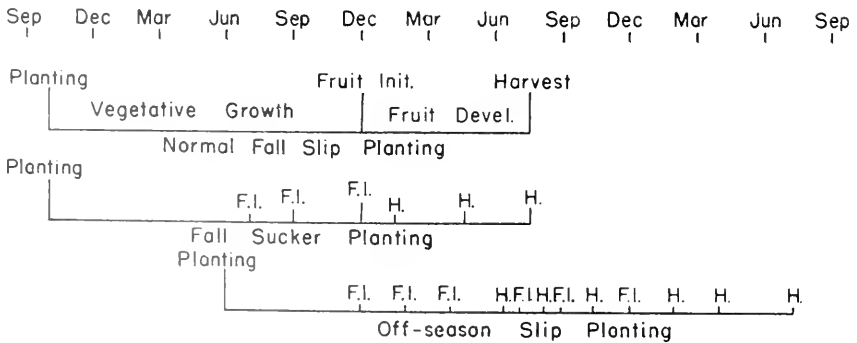 Sep Dec Mar Jun Sep Dec Mar Jun Sep Dec Mar Jun Sep
Planting Fruit Init. Harvest
Vegetative Growth Fruit Devel.
Normal Fall Slip Planting
Planting
F.I. F.I. F.I. H. H. H.
Fall Sucker Planting
Planting
F.I. F.I. F.I. H. F.I. H. F.I. H. F.I. H. H. H.
Off-season Slip Planting